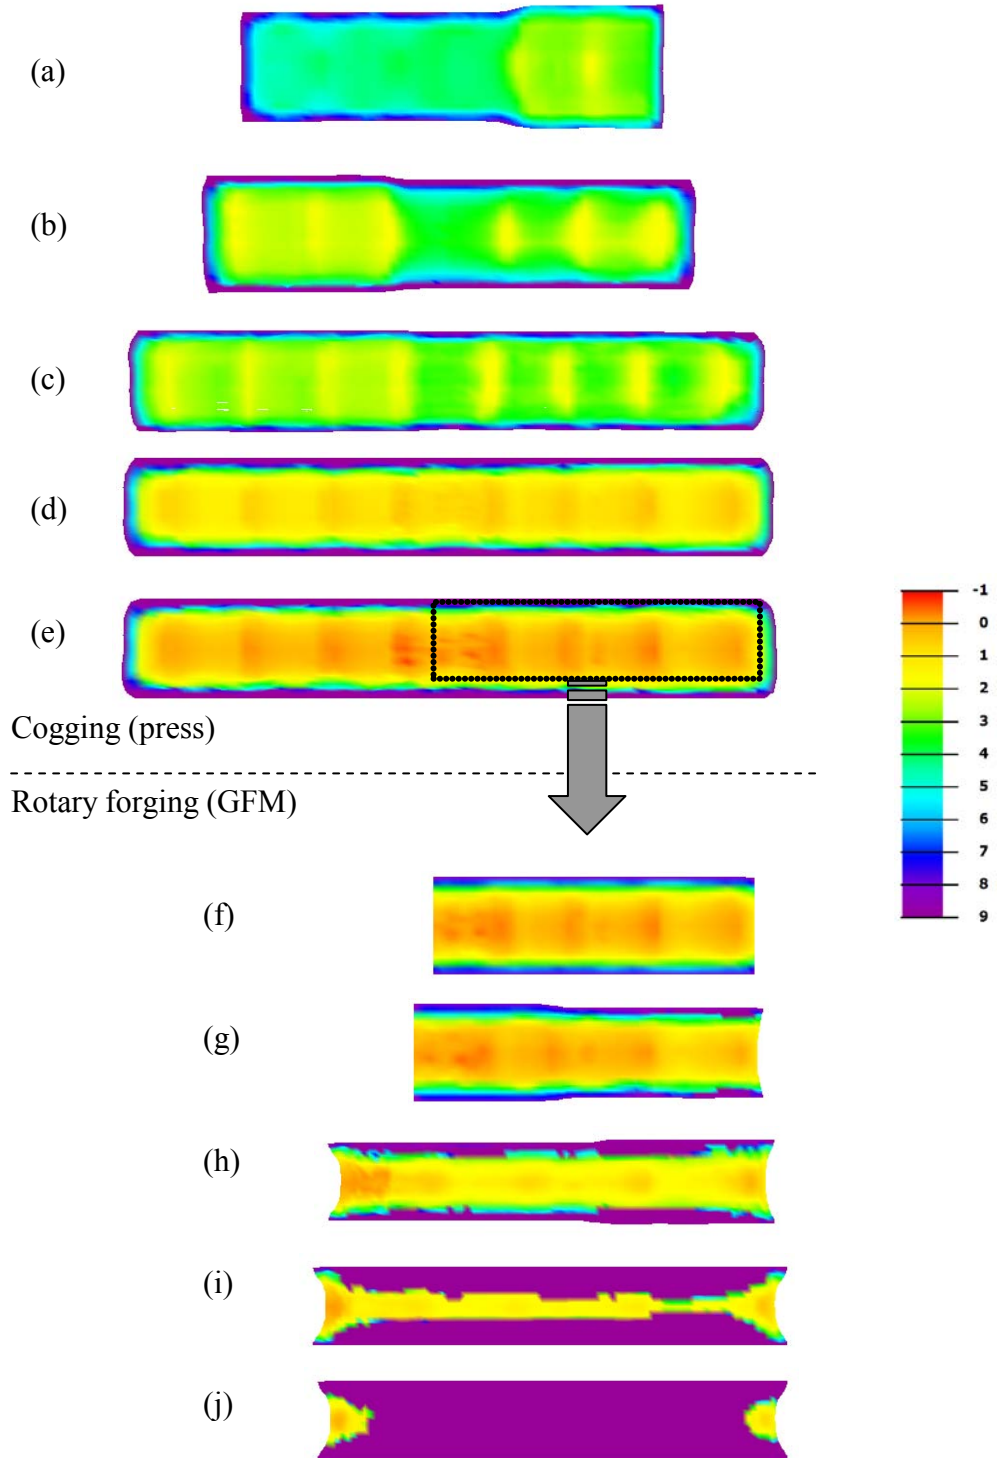 (a)
(b)
(c)
(d)
(e)
Cogging (press)
Rotary forging (GFM)
-1
0
1
2
3
4
5
6
7
8
9
(f)
(g)
(h)
(i)
(j)